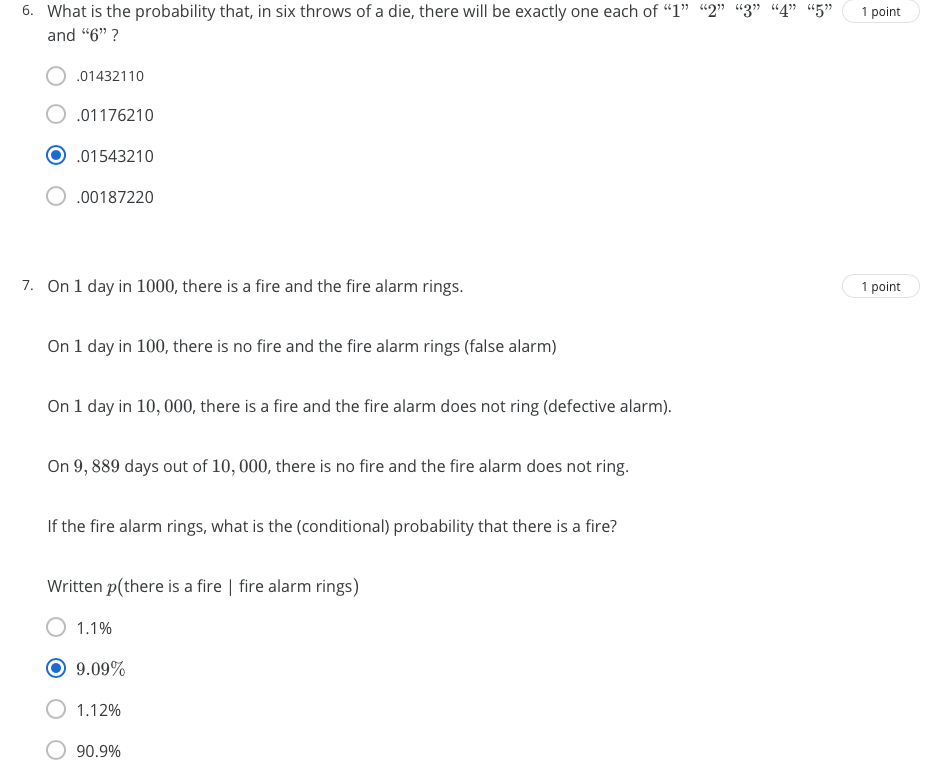 6. What is the probability that, in six throws of a die, there will be exactly one each of “1” “2” “3” “4” “5” 1 point
and “6” ?
.01432110
.01176210
.01543210
.00187220
7. On 1 day in 1000, there is a fire and the fire alarm rings. 1 point
On 1 day in 100, there is no fire and the fire alarm rings (false alarm)
On 1 day in 10, 000, there is a fire and the fire alarm does not ring (defective alarm).
On 9, 889 days out of 10, 000, there is no fire and the fire alarm does not ring.
If the fire alarm rings, what is the (conditional) probability that there is a fire?
Written p(there is a fire | fire alarm rings)
1.1%
9.09%
1.12%
90.9%